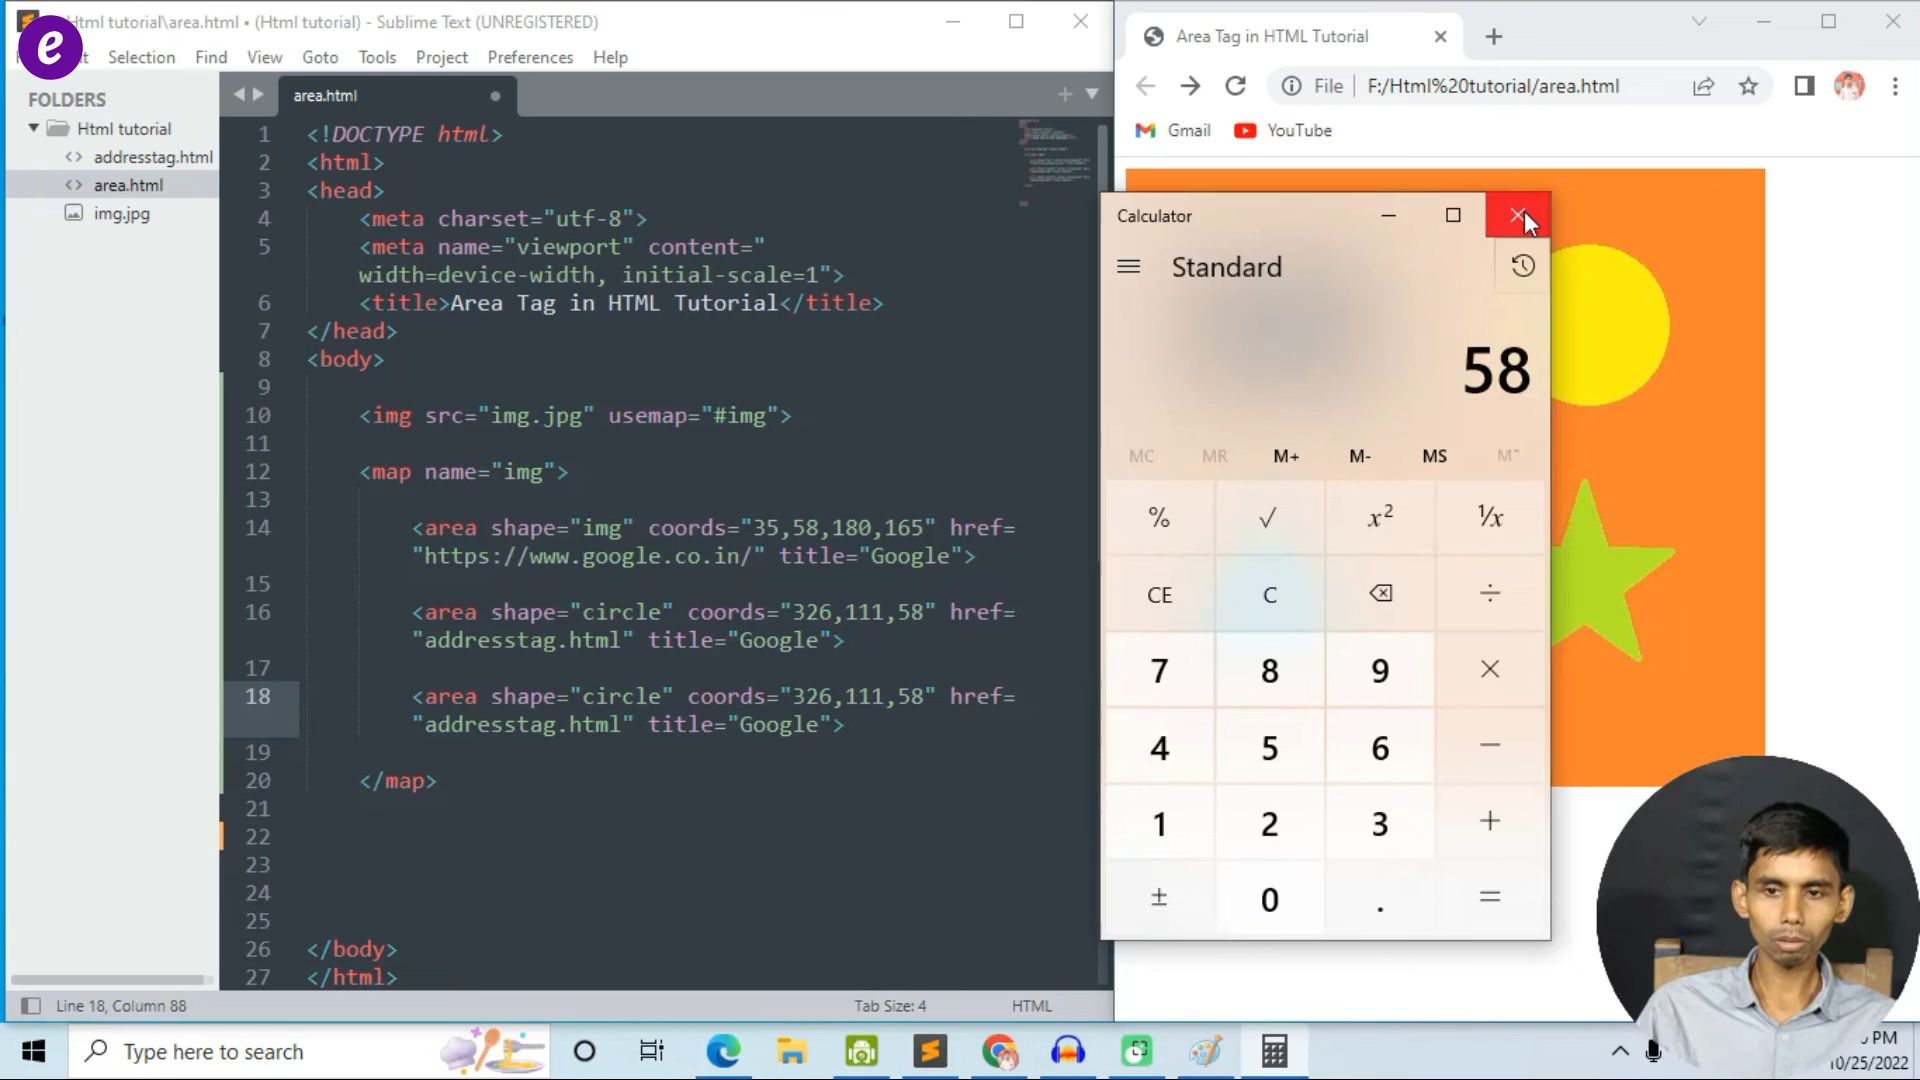 e
Html tutorial\area.html • (Html tutorial) - Sublime Text (UNREGISTERED)
Selection Find View Goto Tools Project Preferences Help
FOLDERS
Html tutorial
<> addresstag.html
<> area.html
img.jpg
area.html
1 <!DOCTYPE html>
2 <html>
3 <head>
4 <meta charset="utf-8">
5 <meta name="viewport" content="
width=device-width, initial-scale=1">
6 <title>Area Tag in HTML Tutorial</title>
7 </head>
8 <body>
9
10 <img src="img.jpg" usemap="#img">
11
12 <map name="img">
13
14 <area shape="img" coords="35,58,180,165" href=
"https://www.google.co.in/" title="Google">
15
16 <area shape="circle" coords="326,111,58" href=
"addresstag.html" title="Google">
17
18 <area shape="circle" coords="326,111,58" href=
"addresstag.html" title="Google">
19
20 </map>
21
22
23
24
25
26 </body>
27 </html>
Line 18, Column 88 Tab Size: 4 HTML
Area Tag in HTML Tutorial
File | F:/Html%20tutorial/area.html
Gmail YouTube
Calculator
Standard
58
MC MR M+ M- MS M˅
% √ x² ¹/x
CE C ÷
7 8 9 ×
4 5 6 −
1 2 3 +
± 0 . =
Type here to search
PM
10/25/2022